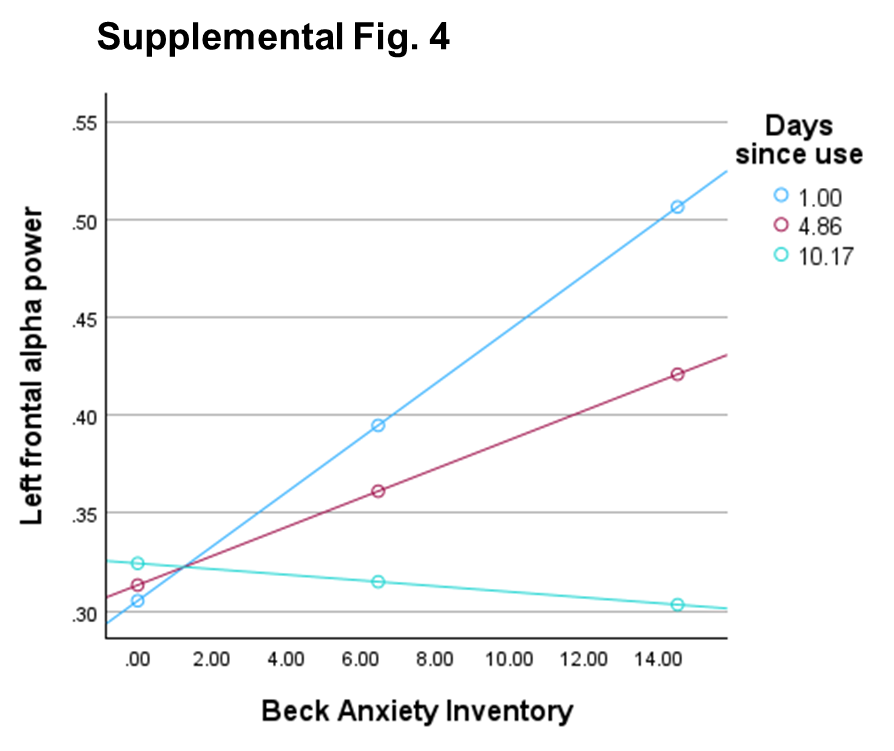 Supplemental Fig. 4
.55
.50
.45
.40
.35
.30
Left frontal alpha power
.00 2.00 4.00 6.00 8.00 10.00 12.00 14.00
Beck Anxiety Inventory
Days
since use
1.00
4.86
10.17